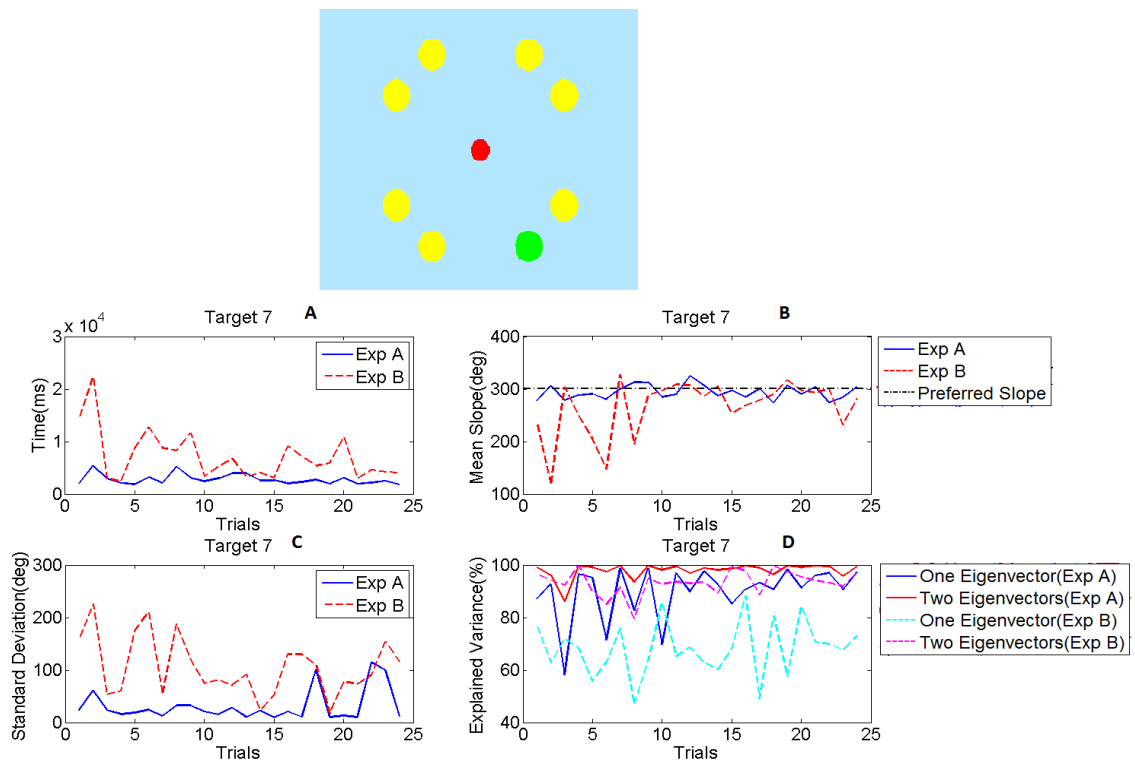 Target 7 A
3 × 10^4
2
1
0
Time(ms)
Exp A
Exp B
0 5 10 15 20 25
Trials
Target 7 B
400
300
200
100
Mean Slope(deg)
Exp A
Exp B
Preferred Slope
0 5 10 15 20 25
Trials
Target 7 C
300
200
100
0
Standard Deviation(deg)
Exp A
Exp B
0 5 10 15 20 25
Trials
Target 7 D
100
80
60
40
Explained Variance(%)
One Eigenvector(Exp A)
Two Eigenvectors(Exp A)
One Eigenvector(Exp B)
Two Eigenvectors(Exp B)
0 5 10 15 20 25
Trials